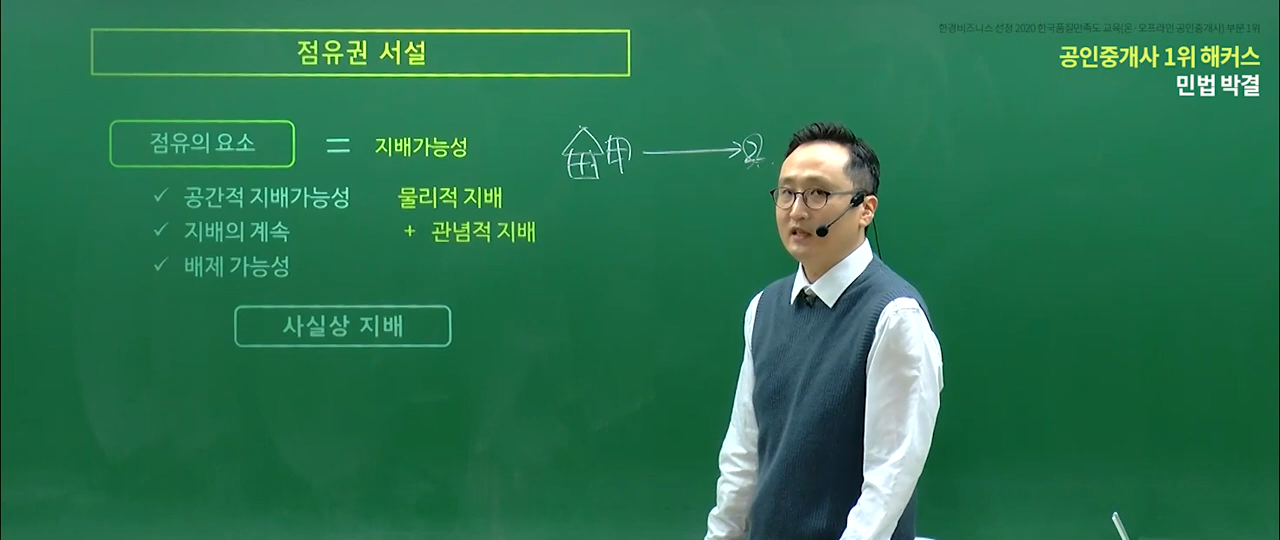 한경비즈니스 선정 2020 한국품질만족도 교육(온·오프라인 공인중개사) 부문 1위
공인중개사 1위 해커스
민법 박결
점유권 서설
점유의 요소 = 지배가능성
✓ 공간적 지배가능성 물리적 지배
✓ 지배의 계속 + 관념적 지배
✓ 배제 가능성
사실상 지배
甲